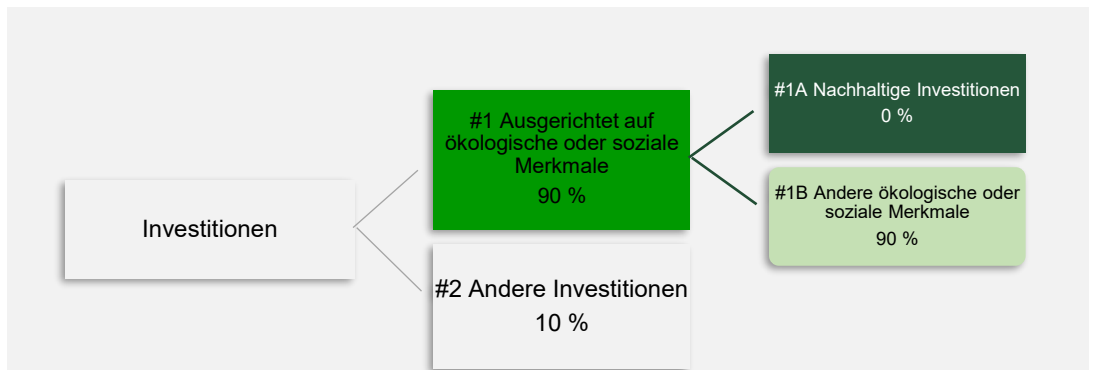 Investitionen
#1 Ausgerichtet auf
ökologische oder soziale
Merkmale
90 %
#2 Andere Investitionen
10 %
#1A Nachhaltige Investitionen
0 %
#1B Andere ökologische oder
soziale Merkmale
90 %